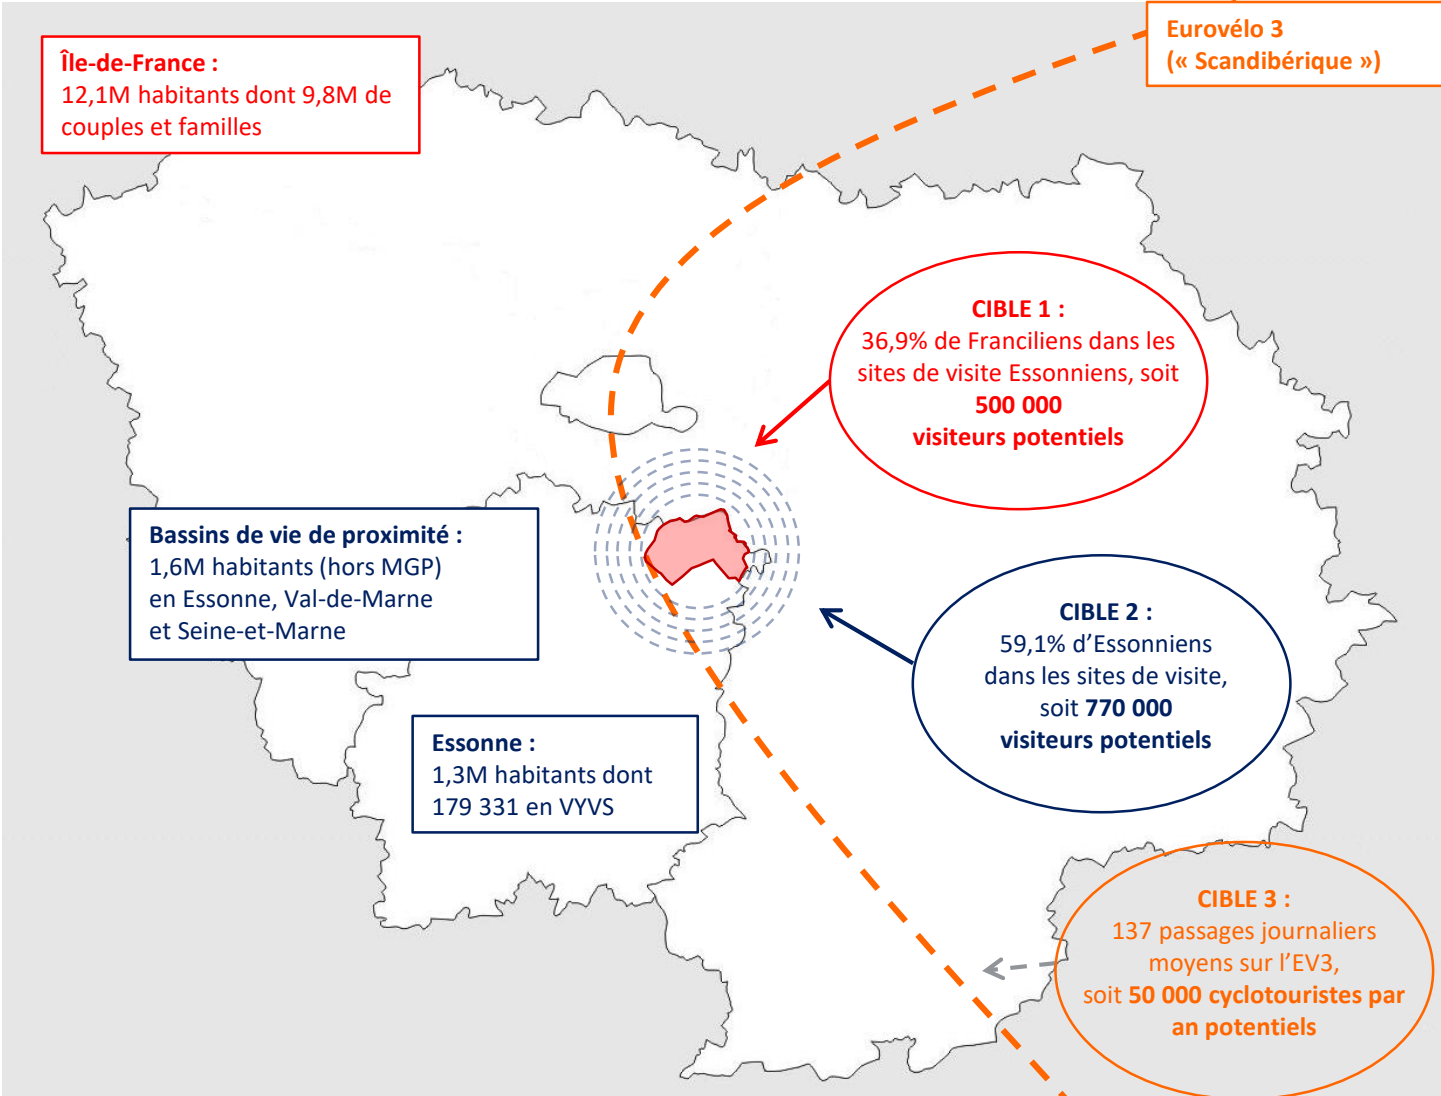 Eurovélo 3
(« Scandibérique »)
Île-de-France :
12,1M habitants dont 9,8M de
couples et familles
CIBLE 1 :
36,9% de Franciliens dans les
sites de visite Essonniens, soit
500 000
visiteurs potentiels
Bassins de vie de proximité :
1,6M habitants (hors MGP)
en Essonne, Val-de-Marne
et Seine-et-Marne
CIBLE 2 :
59,1% d’Essonniens
dans les sites de visite,
soit 770 000
visiteurs potentiels
Essonne :
1,3M habitants dont
179 331 en VYVS
CIBLE 3 :
137 passages journaliers
moyens sur l’EV3,
soit 50 000 cyclotouristes par
an potentiels